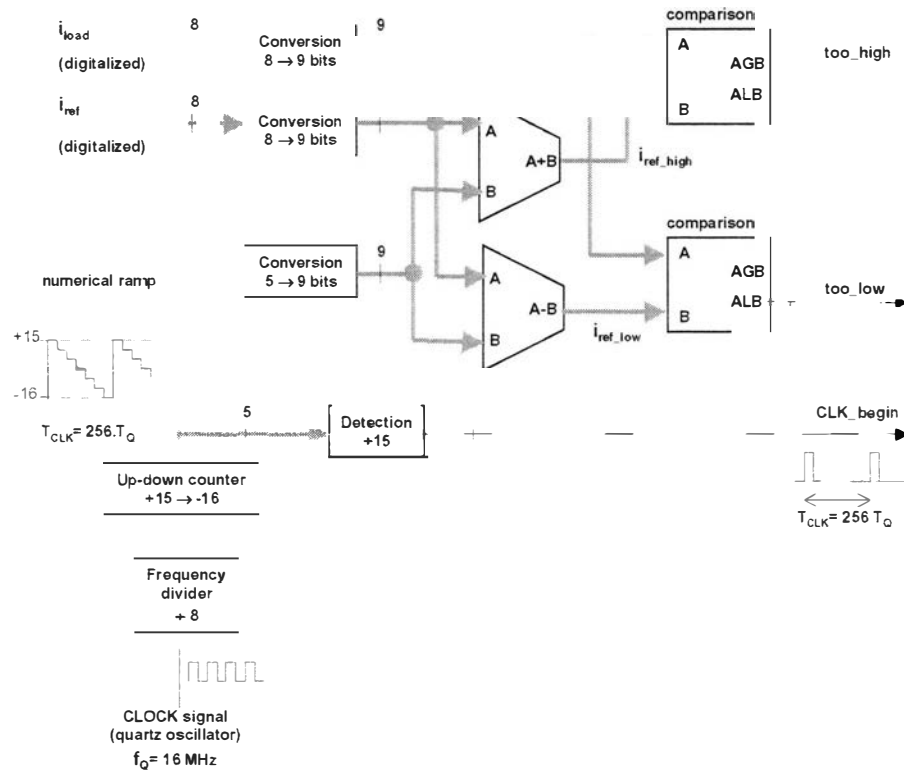 i_load
(digitalized)
8
Conversion
8 → 9 bits
9
comparison
A
AGB
ALB
B
too_high
i_ref
(digitalized)
8
Conversion
8 → 9 bits
A
A+B
B
i_ref_high
comparison
A
AGB
ALB
B
too_low
numerical ramp
Conversion
5 → 9 bits
9
A
A-B
B
i_ref_low
+15
-16
T_CLK= 256.T_Q
5
Detection
+15
CLK_begin
T_CLK= 256 T_Q
Up-down counter
+15 → -16
Frequency
divider
÷ 8
CLOCK signal
(quartz oscillator)
f_Q= 16 MHz